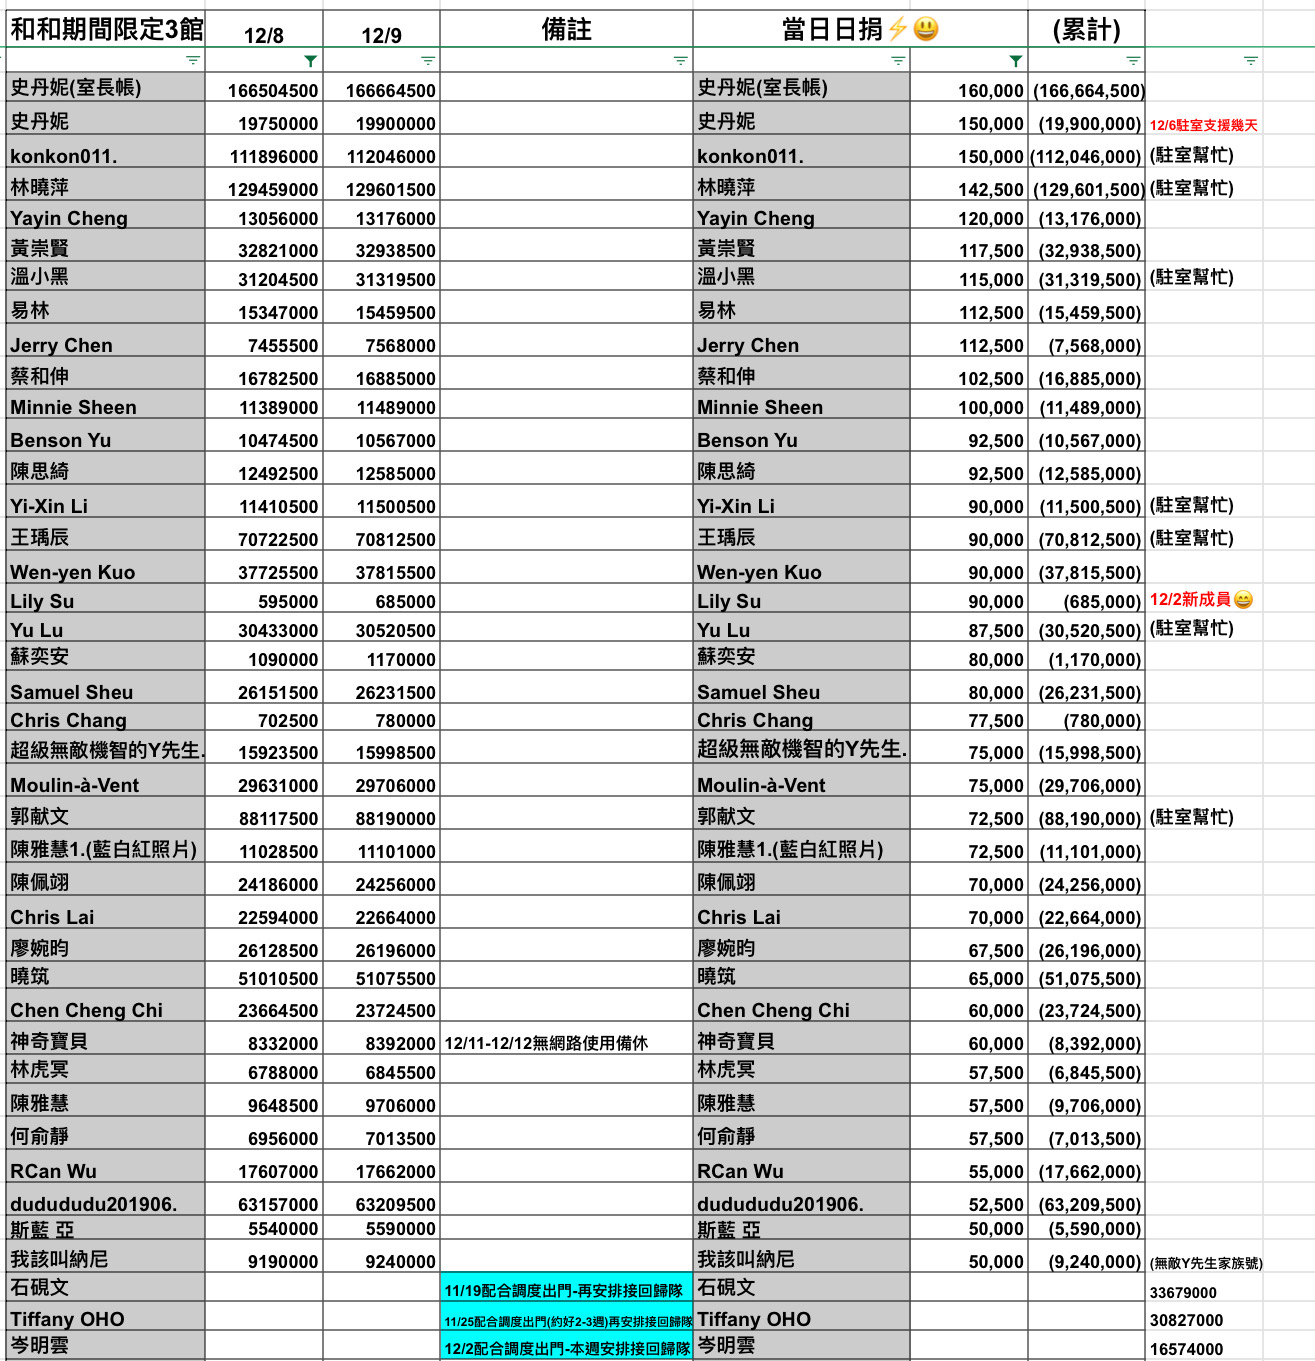 和和期間限定3館 12/8 12/9 備註 當日日捐⚡😃 (累計)
史丹妮(室長帳) 166504500 166664500 史丹妮(室長帳) 160,000 (166,664,500)
史丹妮 19750000 19900000 史丹妮 150,000 (19,900,000) 12/6駐室支援幾天
konkon011. 111896000 112046000 konkon011. 150,000 (112,046,000) (駐室幫忙)
林曉萍 129459000 129601500 林曉萍 142,500 (129,601,500) (駐室幫忙)
Yayin Cheng 13056000 13176000 Yayin Cheng 120,000 (13,176,000)
黃崇賢 32821000 32938500 黃崇賢 117,500 (32,938,500)
溫小黑 31204500 31319500 溫小黑 115,000 (31,319,500) (駐室幫忙)
易林 15347000 15459500 易林 112,500 (15,459,500)
Jerry Chen 7455500 7568000 Jerry Chen 112,500 (7,568,000)
蔡和伸 16782500 16885000 蔡和伸 102,500 (16,885,000)
Minnie Sheen 11389000 11489000 Minnie Sheen 100,000 (11,489,000)
Benson Yu 10474500 10567000 Benson Yu 92,500 (10,567,000)
陳思綺 12492500 12585000 陳思綺 92,500 (12,585,000)
Yi-Xin Li 11410500 11500500 Yi-Xin Li 90,000 (11,500,500) (駐室幫忙)
王瑀辰 70722500 70812500 王瑀辰 90,000 (70,812,500) (駐室幫忙)
Wen-yen Kuo 37725500 37815500 Wen-yen Kuo 90,000 (37,815,500)
Lily Su 595000 685000 Lily Su 90,000 (685,000) 12/2新成員😄
Yu Lu 30433000 30520500 Yu Lu 87,500 (30,520,500) (駐室幫忙)
蘇奕安 1090000 1170000 蘇奕安 80,000 (1,170,000)
Samuel Sheu 26151500 26231500 Samuel Sheu 80,000 (26,231,500)
Chris Chang 702500 780000 Chris Chang 77,500 (780,000)
超級無敵機智的Y先生. 15923500 15998500 超級無敵機智的Y先生. 75,000 (15,998,500)
Moulin-à-Vent 29631000 29706000 Moulin-à-Vent 75,000 (29,706,000)
郭献文 88117500 88190000 郭献文 72,500 (88,190,000) (駐室幫忙)
陳雅慧1.(藍白紅照片) 11028500 11101000 陳雅慧1.(藍白紅照片) 72,500 (11,101,000)
陳佩翊 24186000 24256000 陳佩翊 70,000 (24,256,000)
Chris Lai 22594000 22664000 Chris Lai 70,000 (22,664,000)
廖婉昀 26128500 26196000 廖婉昀 67,500 (26,196,000)
曉筑 51010500 51075500 曉筑 65,000 (51,075,500)
Chen Cheng Chi 23664500 23724500 Chen Cheng Chi 60,000 (23,724,500)
神奇寶貝 8332000 8392000 12/11-12/12無網路使用備休 神奇寶貝 60,000 (8,392,000)
林虎冥 6788000 6845500 林虎冥 57,500 (6,845,500)
陳雅慧 9648500 9706000 陳雅慧 57,500 (9,706,000)
何俞靜 6956000 7013500 何俞靜 57,500 (7,013,500)
RCan Wu 17607000 17662000 RCan Wu 55,000 (17,662,000)
dudududu201906. 63157000 63209500 dudududu201906. 52,500 (63,209,500)
斯藍 亞 5540000 5590000 斯藍 亞 50,000 (5,590,000)
我該叫納尼 9190000 9240000 我該叫納尼 50,000 (9,240,000) (無敵Y先生家族號)
石硯文 11/19配合調度出門-再安排接回歸隊 石硯文 33679000
Tiffany OHO 11/25配合調度出門(約好2-3週)再安排接回歸隊 Tiffany OHO 30827000
岑明雲 12/2配合調度出門-本週安排接回歸隊 岑明雲 16574000